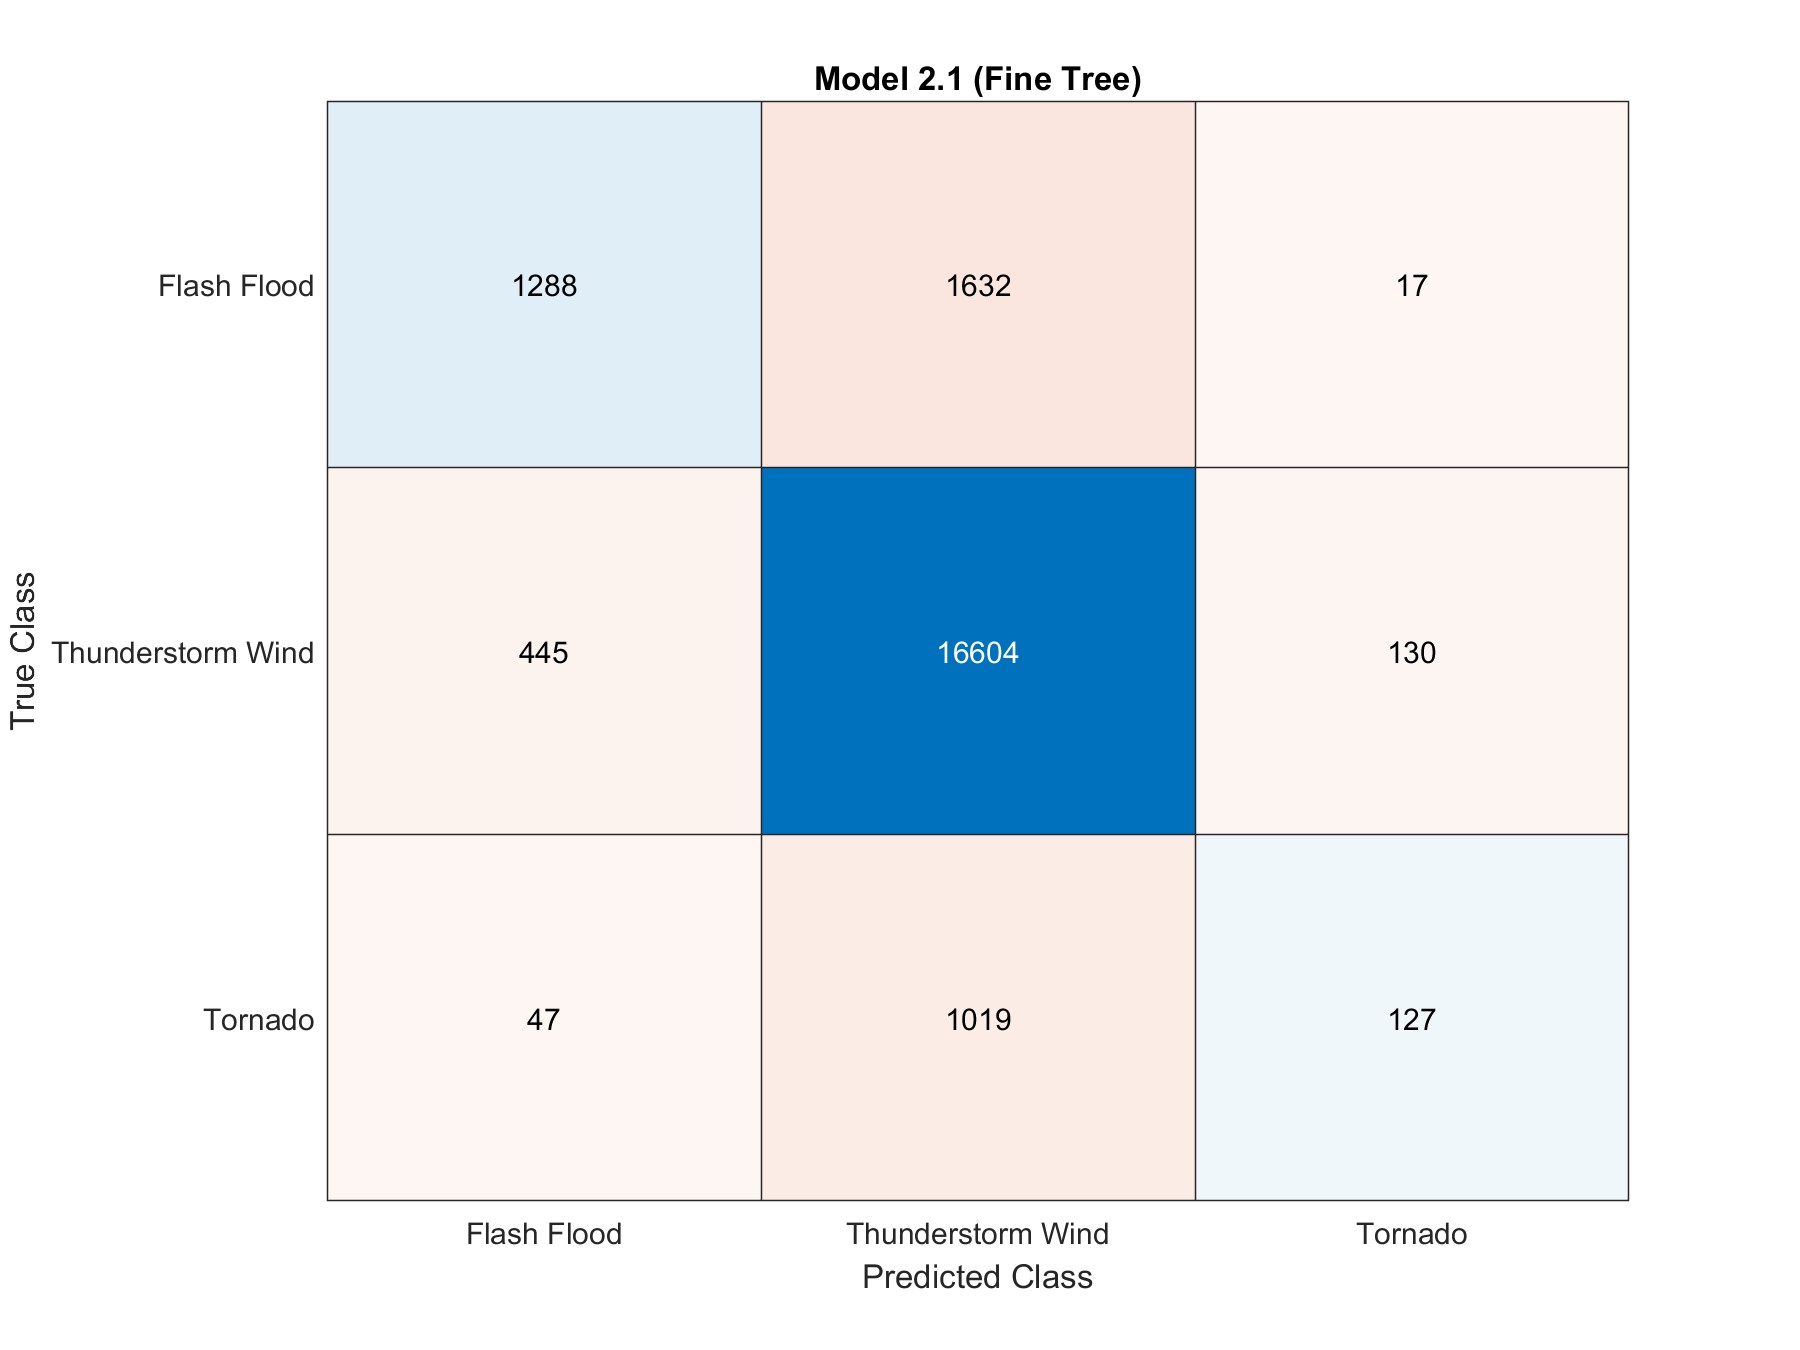 Model 2.1 (Fine Tree)
True Class
Flash Flood 1288 1632 17
Thunderstorm Wind 445 16604 130
Tornado 47 1019 127
Flash Flood Thunderstorm Wind Tornado
Predicted Class